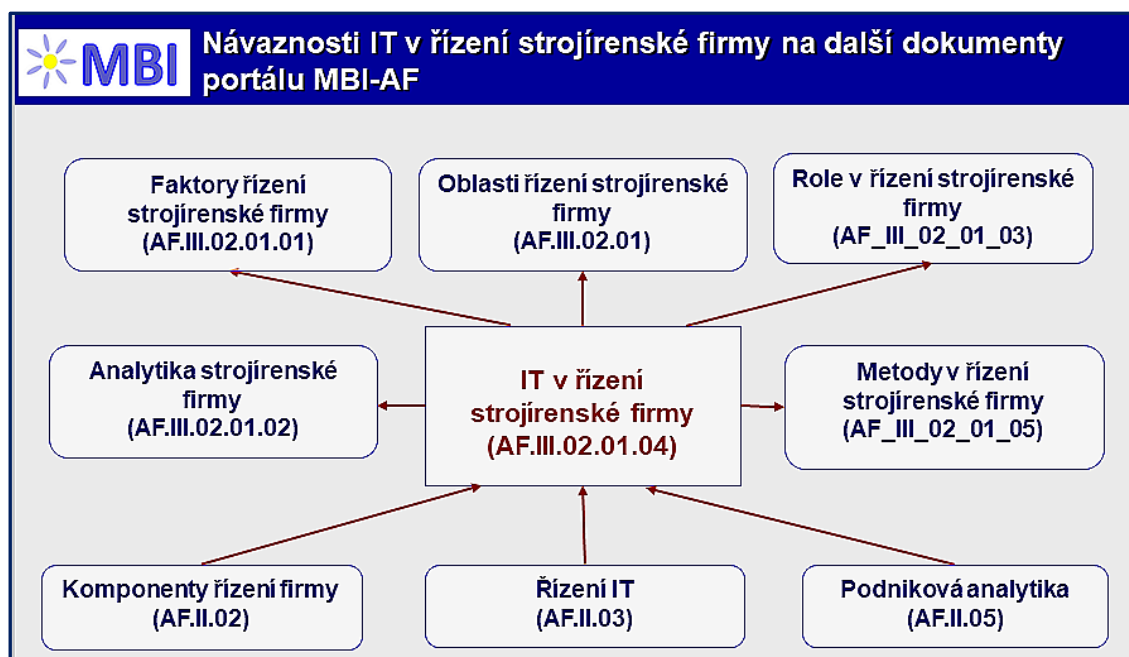 MBI
Návaznosti IT v řízení strojírenské firmy na další dokumenty
portálu MBI-AF
Faktory řízení
strojírenské firmy
(AF.III.02.01.01)
Oblasti řízení strojírenské
firmy
(AF.III.02.01)
Role v řízení strojírenské
firmy
(AF_III_02_01_03)
Analytika strojírenské
firmy
(AF.III.02.01.02)
IT v řízení
strojírenské firmy
(AF.III.02.01.04)
Metody v řízení
strojírenské firmy
(AF_III_02_01_05)
Komponenty řízení firmy
(AF.II.02)
Řízení IT
(AF.II.03)
Podniková analytika
(AF.II.05)